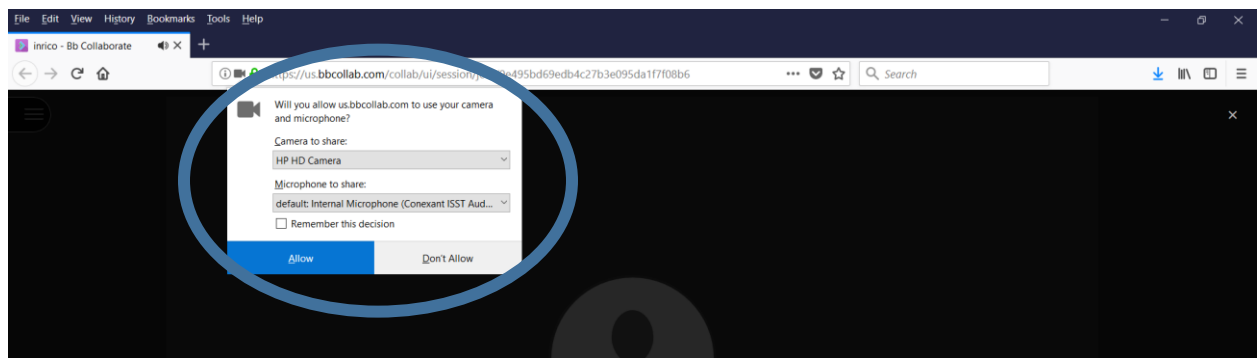 File Edit View History Bookmarks Tools Help
inrico - Bb Collaborate
us.bbcollab.com/collab/ui/session/
Search
Will you allow us.bbcollab.com to use your camera
and microphone?
Camera to share:
HP HD Camera
Microphone to share:
default: Internal Microphone (Conexant ISST Aud...
Remember this decision
Allow Don't Allow